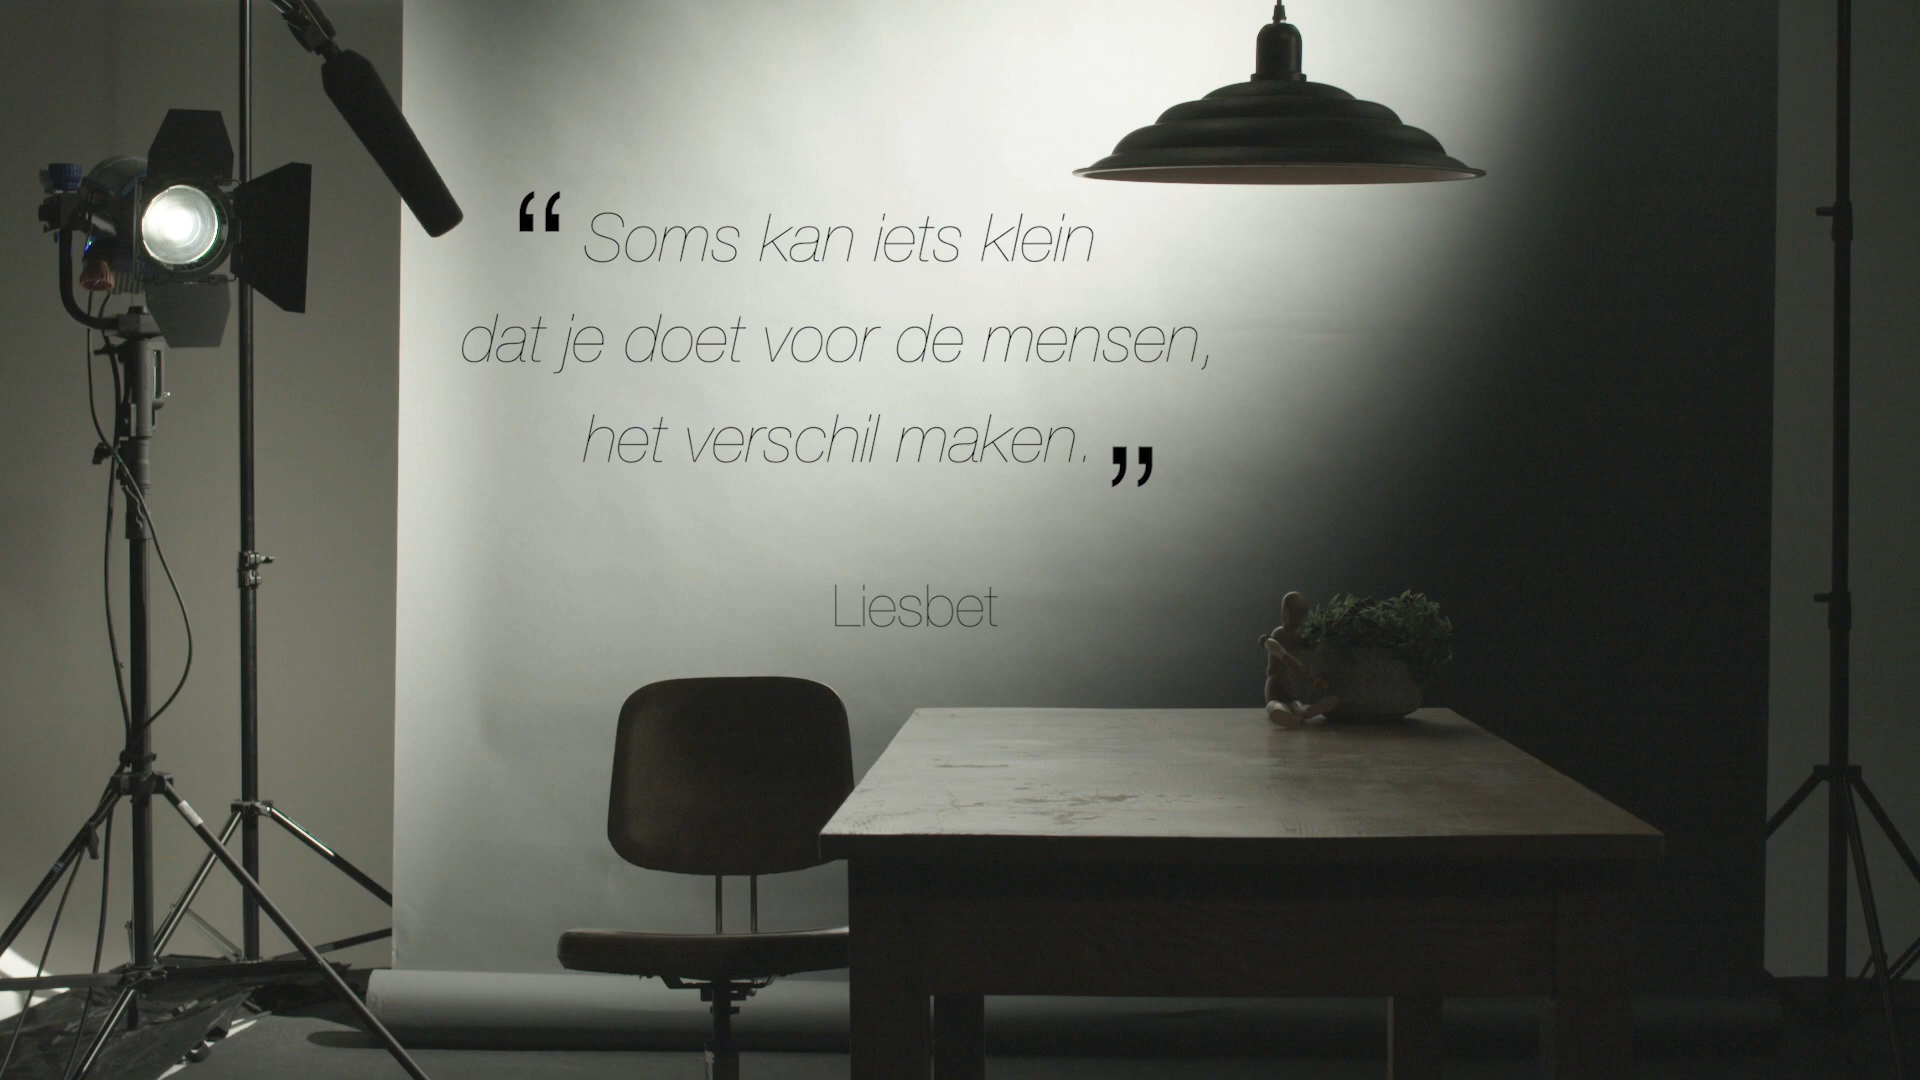 “ Soms kan iets klein
dat je doet voor de mensen,
het verschil maken. ”
Liesbet